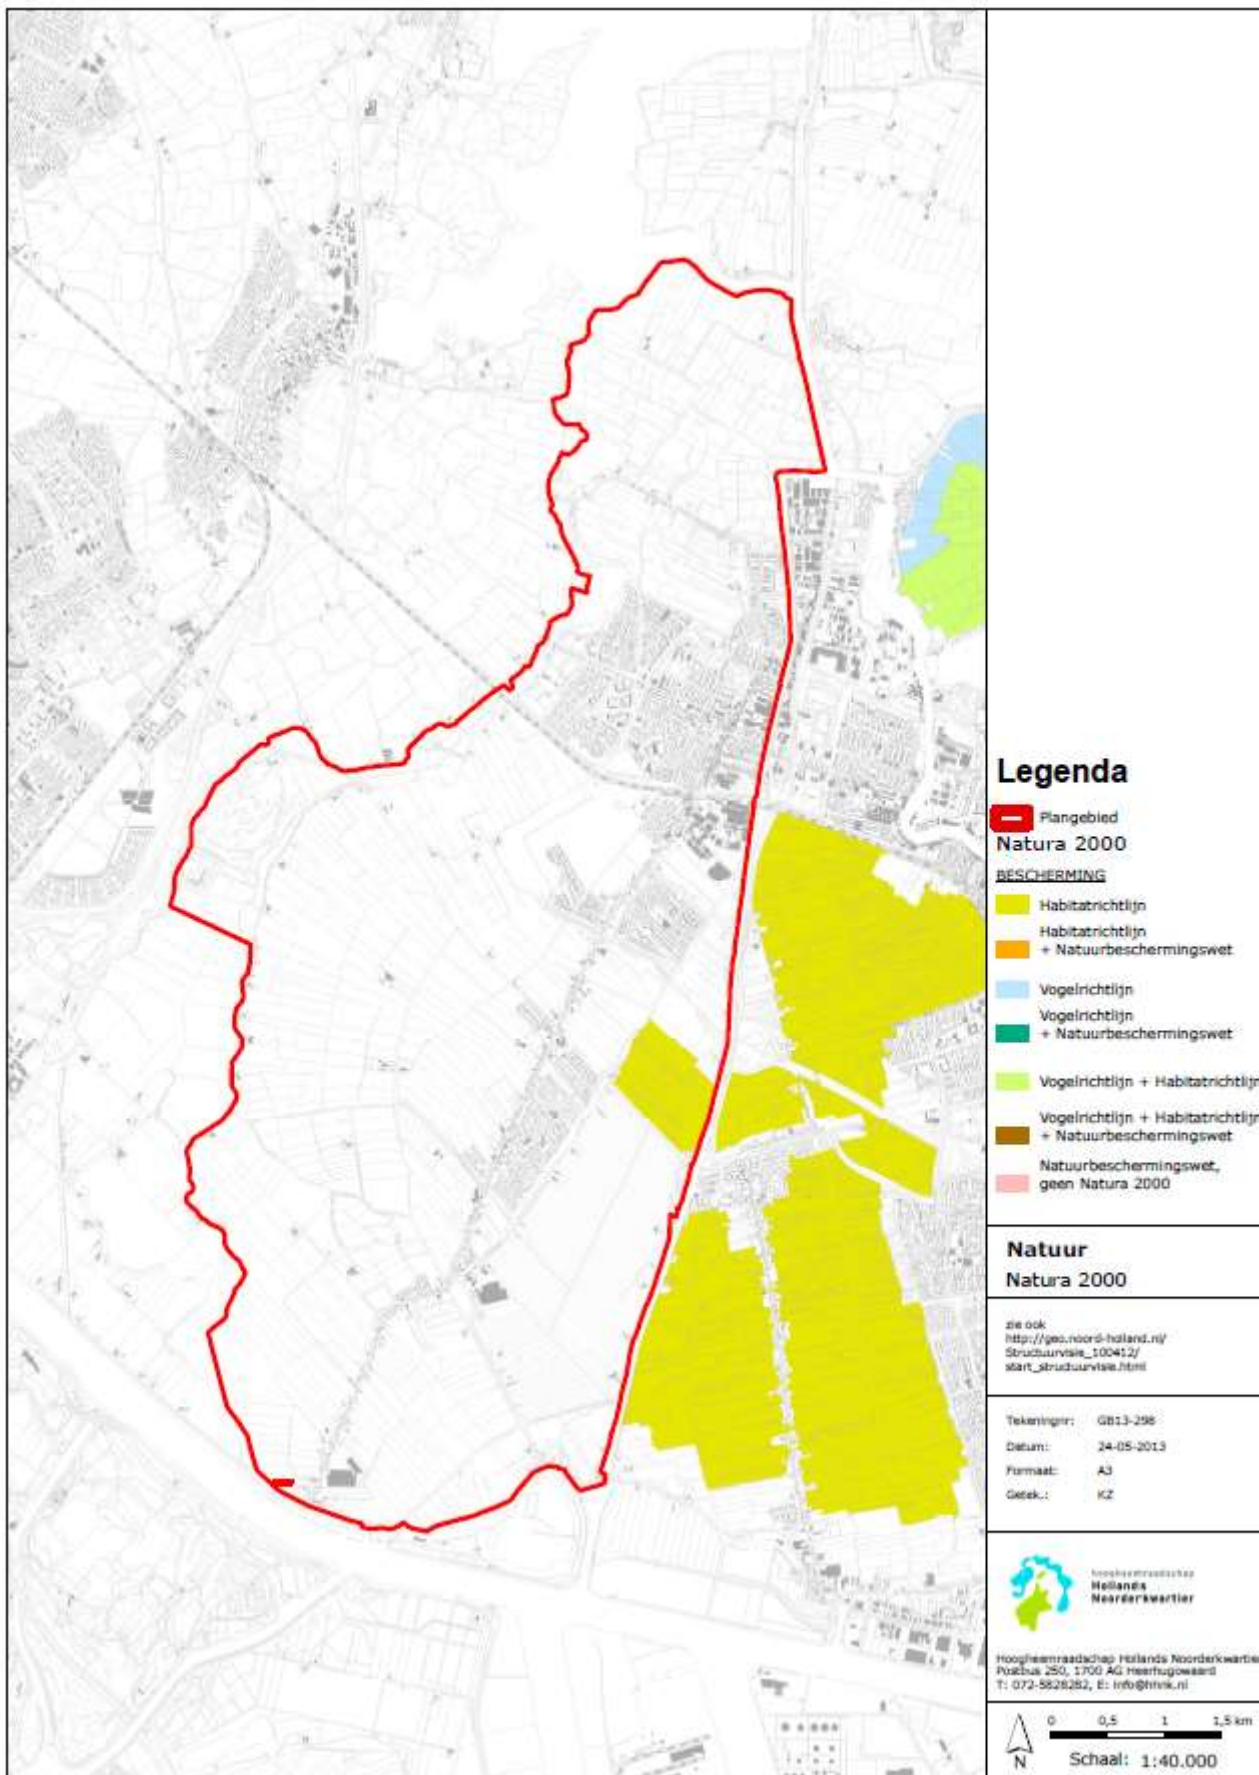 Legenda
Plangebied
Natura 2000
BESCHERMING
Habitatrichtlijn
Habitatrichtlijn
+ Natuurbeschermingswet
Vogelrichtlijn
Vogelrichtlijn
+ Natuurbeschermingswet
Vogelrichtlijn + Habitatrichtlijn
Vogelrichtlijn + Habitatrichtlijn
+ Natuurbeschermingswet
Natuurbeschermingswet,
geen Natura 2000
Natuur
Natura 2000
zie ook
http://geo.noord-holland.nl/
Structuurvisie_100412/
start_structuurvisie.html
Tekeningnr: GB13-298
Datum: 24-05-2013
Formaat: A3
Getek.: KZ
hoogheemraadschap
Hollands
Noorderkwartier
Hoogheemraadschap Hollands Noorderkwartier
Postbus 250, 1700 AG Heerhugowaard
T: 072-5828282, E: info@hhnk.nl
0 0,5 1 1,5 km
N
Schaal: 1:40.000